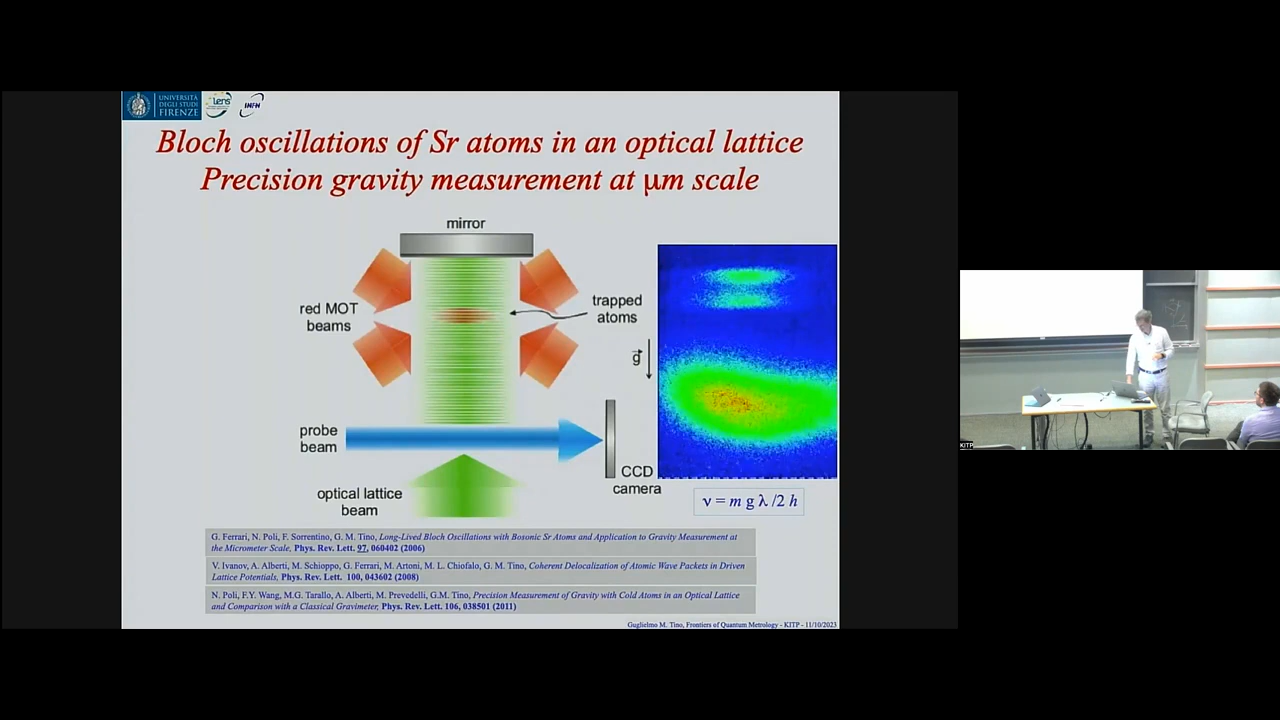 UNIVERSITÀ
DEGLI STUDI
FIRENZE
Lens
INFN
Bloch oscillations of Sr atoms in an optical lattice
Precision gravity measurement at μm scale
mirror
red MOT
beams
trapped
atoms
g
probe
beam
CCD
camera
optical lattice
beam
ν = m g λ /2 h
G. Ferrari, N. Poli, F. Sorrentino, G. M. Tino, Long-Lived Bloch Oscillations with Bosonic Sr Atoms and Application to Gravity Measurement at
the Micrometer Scale, Phys. Rev. Lett. 97, 060402 (2006)
V. Ivanov, A. Alberti, M. Schioppo, G. Ferrari, M. Artoni, M. L. Chiofalo, G. M. Tino, Coherent Delocalization of Atomic Wave Packets in Driven
Lattice Potentials, Phys. Rev. Lett. 100, 043602 (2008)
N. Poli, F.Y. Wang, M.G. Tarallo, A. Alberti, M. Prevedelli, G.M. Tino, Precision Measurement of Gravity with Cold Atoms in an Optical Lattice
and Comparison with a Classical Gravimeter, Phys. Rev. Lett. 106, 038501 (2011)
Guglielmo M. Tino, Frontiers of Quantum Metrology - KITP - 11/10/2023
KITP